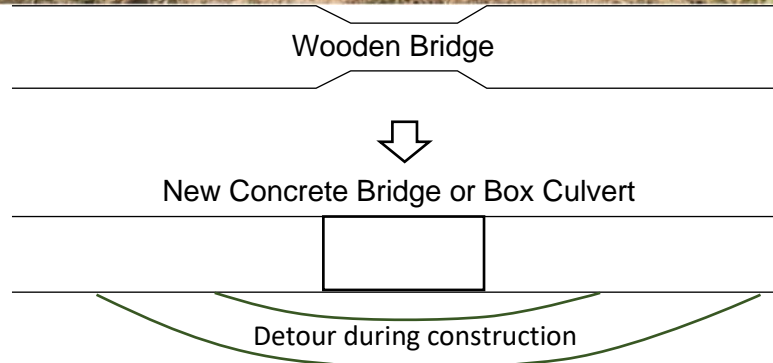 Wooden Bridge
New Concrete Bridge or Box Culvert
Detour during construction